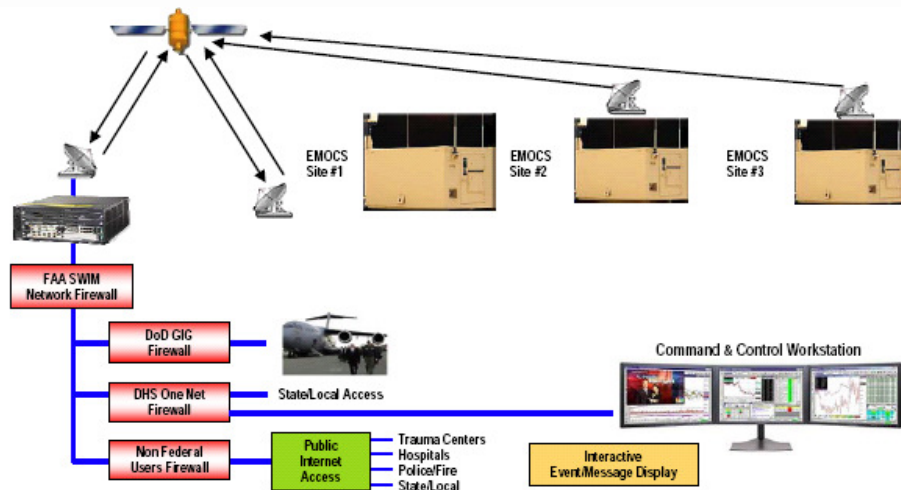 EMOCS
Site #1
EMOCS
Site #2
EMOCS
Site #3
FAA SWIM
Network Firewall
DoD GIG
Firewall
Command & Control Workstation
DHS One Net
Firewall
State/Local Access
Non Federal
Users Firewall
Public
Internet
Access
Trauma Centers
Hospitals
Police/Fire
State/Local
Interactive
Event/Message Display